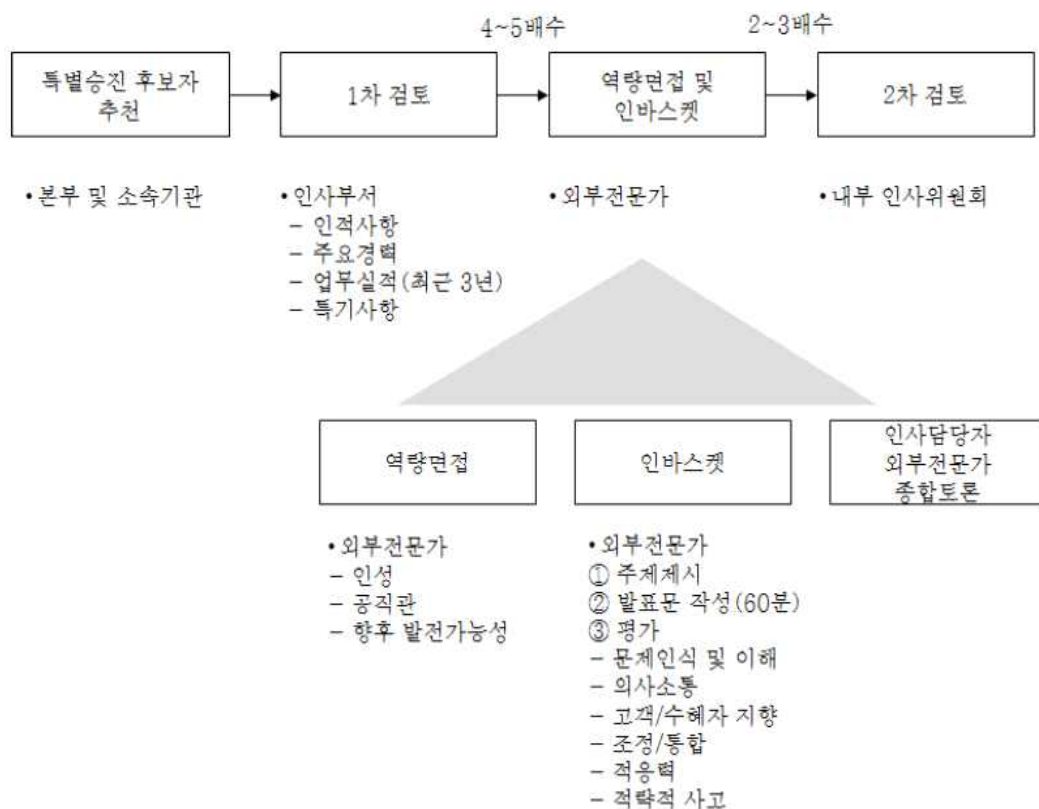 4~5배수
2~3배수
특별승진 후보자
추천
1차 검토
역량면접 및
인바스켓
2차 검토
•본부 및 소속기관
•인사부서
- 인적사항
- 주요경력
- 업무실적(최근 3년)
- 특기사항
•외부전문가
•내부 인사위원회
역량면접
인바스켓
인사담당자
외부전문가
종합토론
•외부전문가
- 인성
- 공직관
- 향후 발전가능성
•외부전문가
① 주제제시
② 발표문 작성(60분)
③ 평가
- 문제인식 및 이해
- 의사소통
- 고객/수혜자 지향
- 조정/통합
- 적응력
- 적략적 사고